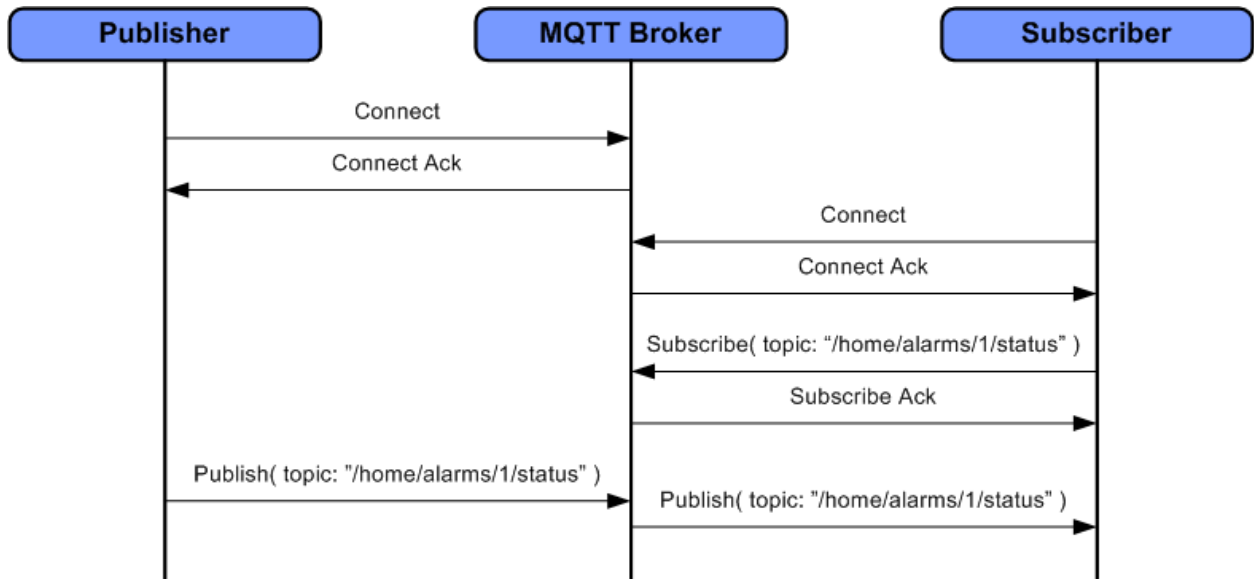 Publisher
MQTT Broker
Subscriber
Connect
Connect Ack
Connect
Connect Ack
Subscribe( topic: “/home/alarms/1/status” )
Subscribe Ack
Publish( topic: ”/home/alarms/1/status” )
Publish( topic: ”/home/alarms/1/status” )